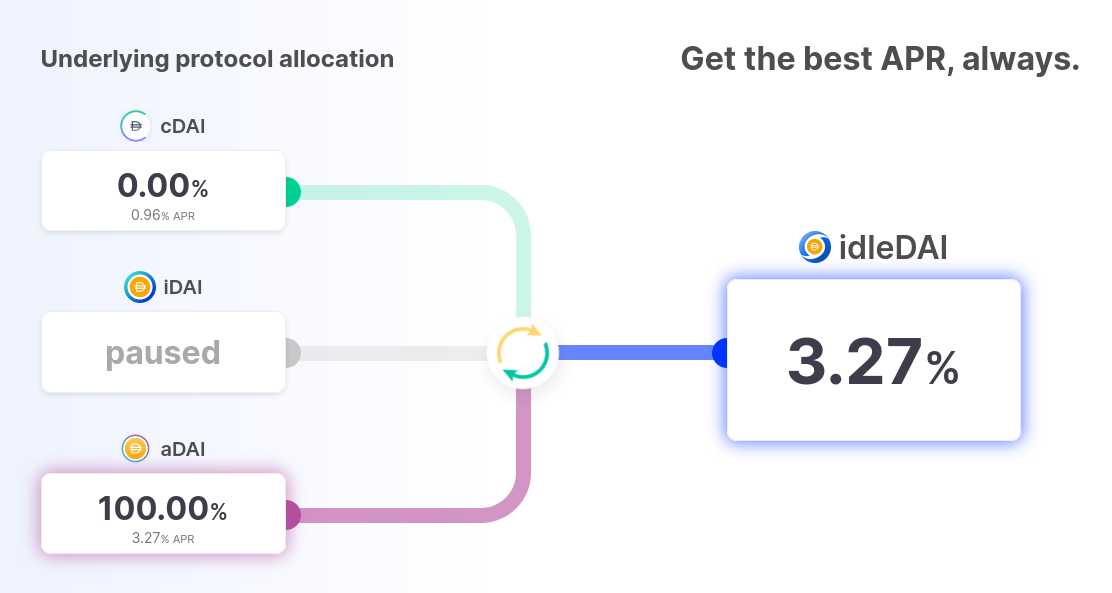 Underlying protocol allocation
Get the best APR, always.
cDAI
0.00%
0.96% APR
iDAI
paused
aDAI
100.00%
3.27% APR
idleDAI
3.27%